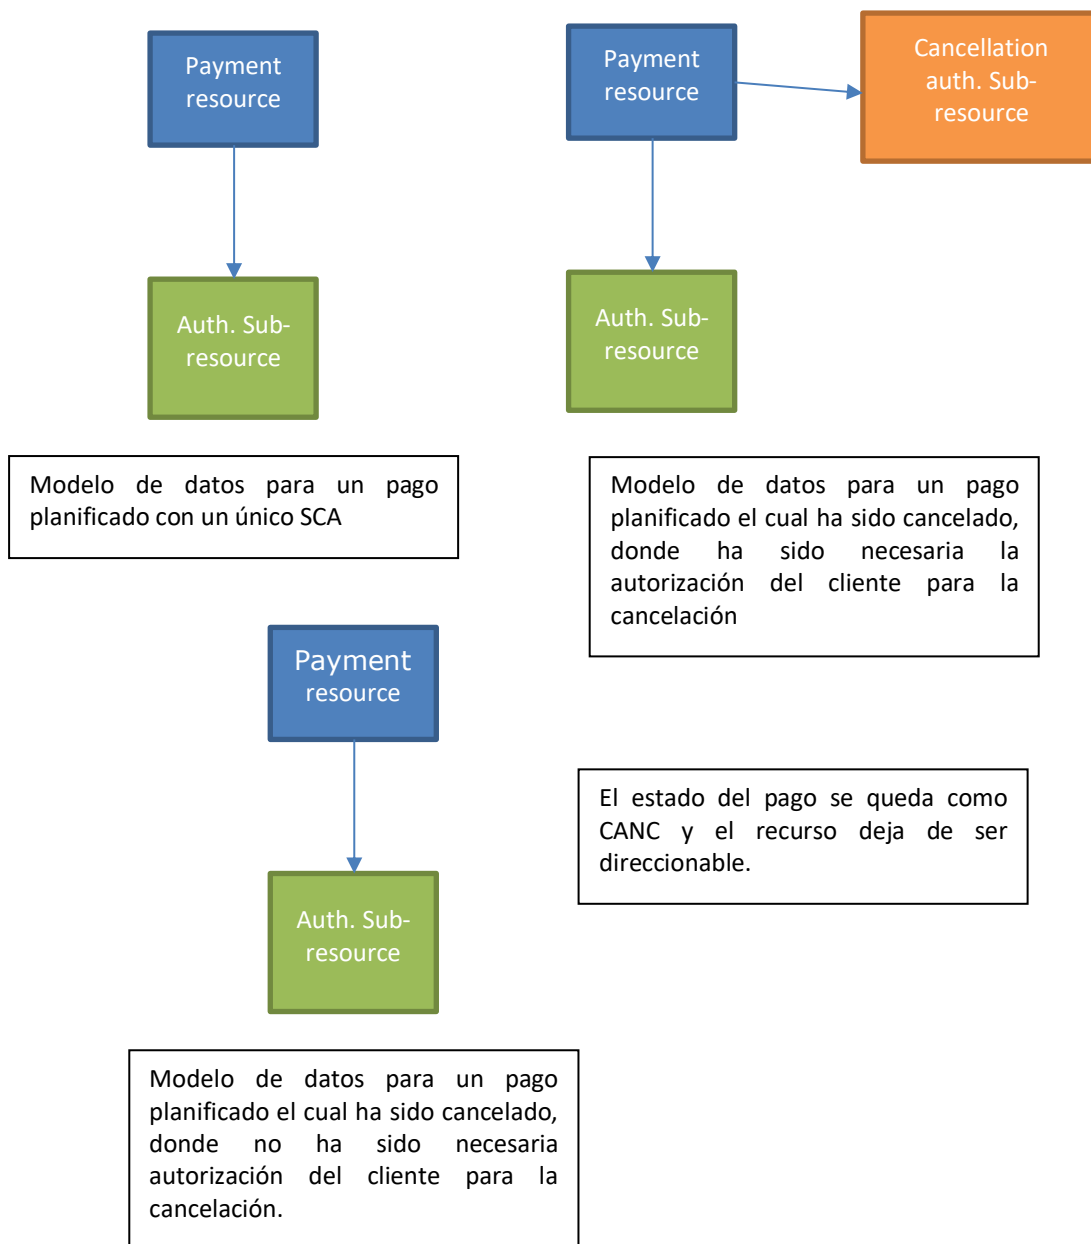 Payment
resource
Auth. Sub-
resource
Modelo de datos para un pago
planificado con un único SCA
Payment
resource
Cancellation
auth. Sub-
resource
Auth. Sub-
resource
Modelo de datos para un pago
planificado el cual ha sido cancelado,
donde ha sido necesaria la
autorización del cliente para la
cancelación
Payment
resource
Auth. Sub-
resource
El estado del pago se queda como
CANC y el recurso deja de ser
direccionable.
Modelo de datos para un pago
planificado el cual ha sido cancelado,
donde no ha sido necesaria
autorización del cliente para la
cancelación.